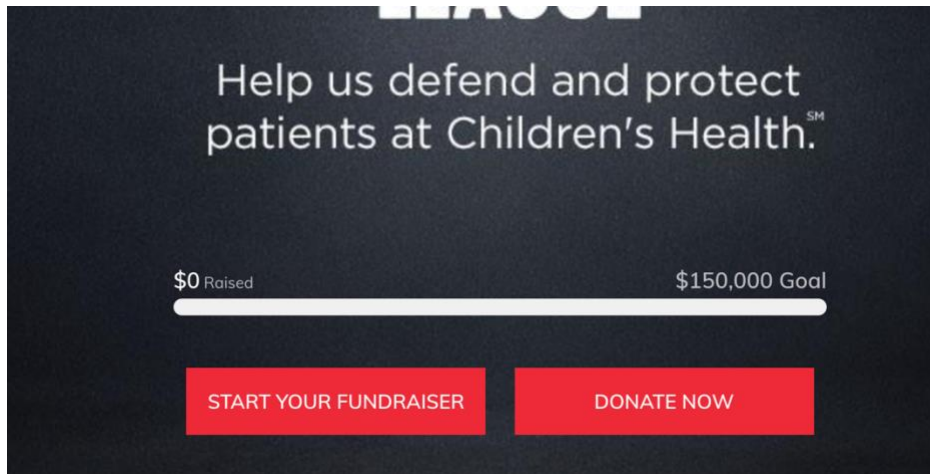 LEAGUE
Help us defend and protect
patients at Children's Health.℠
$0 Raised
$150,000 Goal
START YOUR FUNDRAISER
DONATE NOW